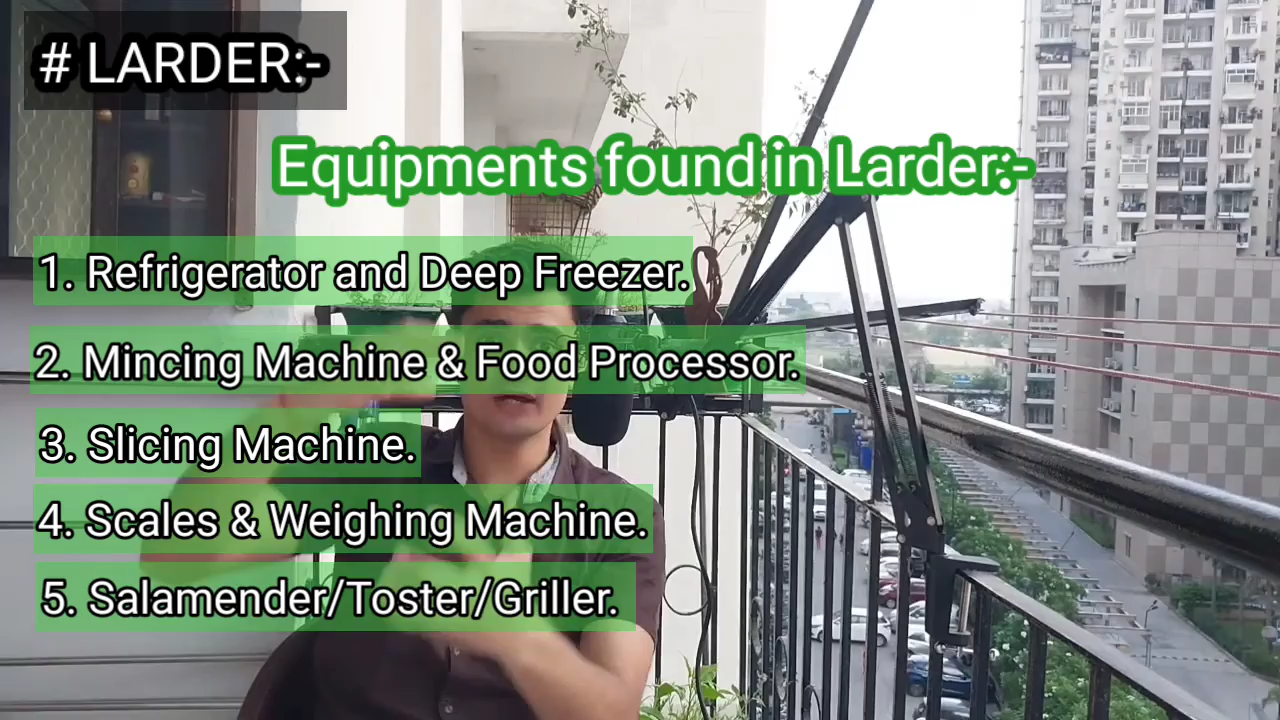 # LARDER:-
Equipments found in Larder:-
1. Refrigerator and Deep Freezer.
2. Mincing Machine & Food Processor.
3. Slicing Machine.
4. Scales & Weighing Machine.
5. Salamender/Toster/Griller.